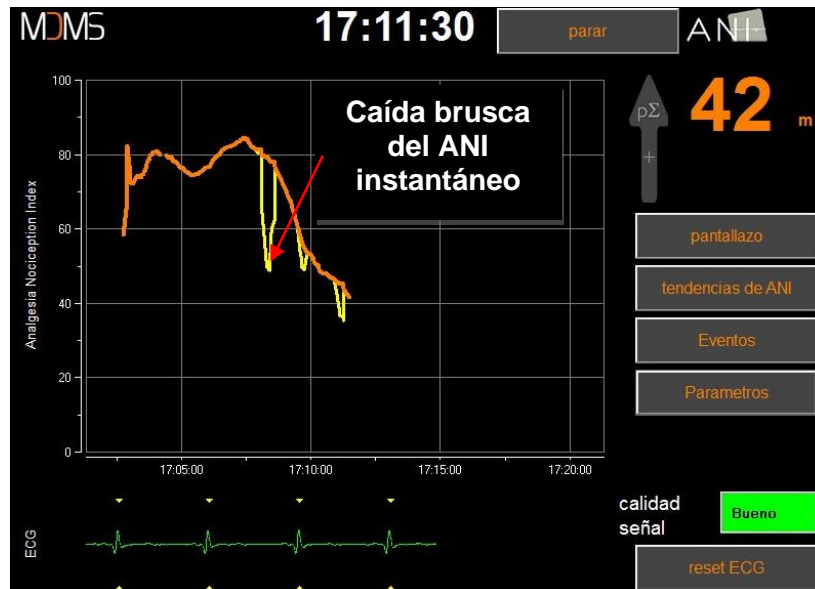 MDMS
17:11:30
parar
ANI
100
80
60
40
20
0
Analgesia Nociception Index
Caída brusca
del ANI
instantáneo
17:05:00
17:10:00
17:15:00
17:20:00
pΣ
+
42
m
pantallazo
tendencias de ANI
Eventos
Parametros
ECG
calidad
señal
Bueno
reset ECG